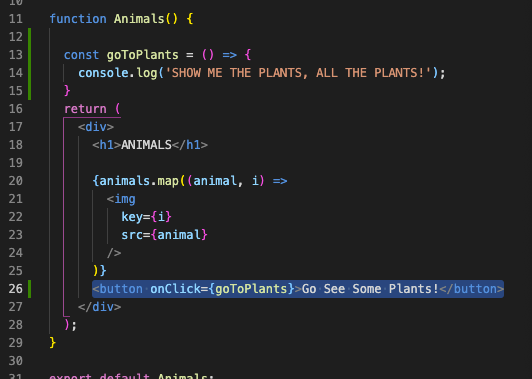 10
11 function Animals() {
12
13 const goToPlants = () => {
14 console.log('SHOW ME THE PLANTS, ALL THE PLANTS!');
15 }
16 return (
17 <div>
18 <h1>ANIMALS</h1>
19
20 {animals.map((animal, i) =>
21 <img
22 key={i}
23 src={animal}
24 />
25 )}
26 <button onClick={goToPlants}>Go See Some Plants!</button>
27 </div>
28 );
29 }
30
31 export default Animals;